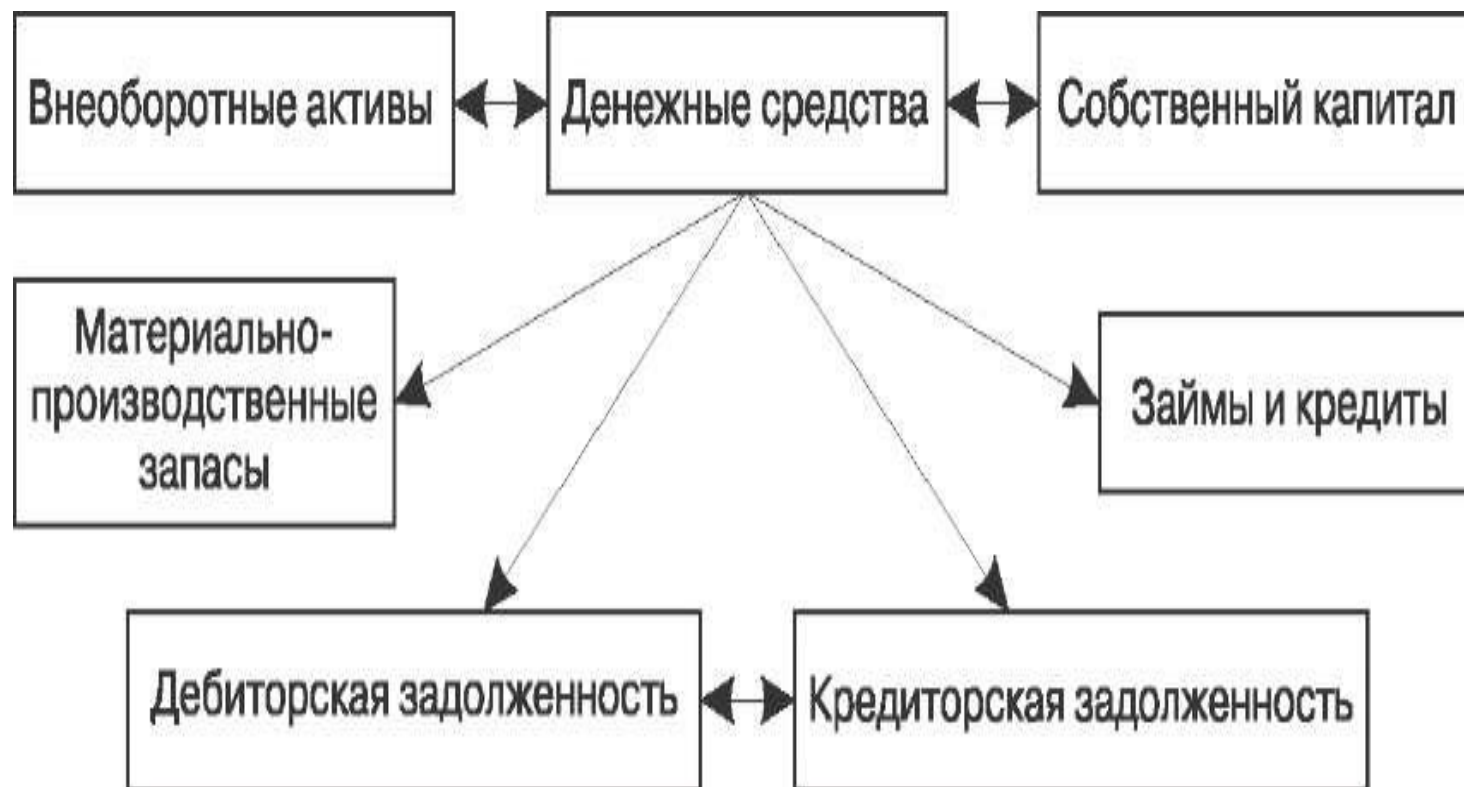 Внеоборотные активы
Денежные средства
Собственный капитал
Материально-
производственные
запасы
Займы и кредиты
Дебиторская задолженность
Кредиторская задолженность